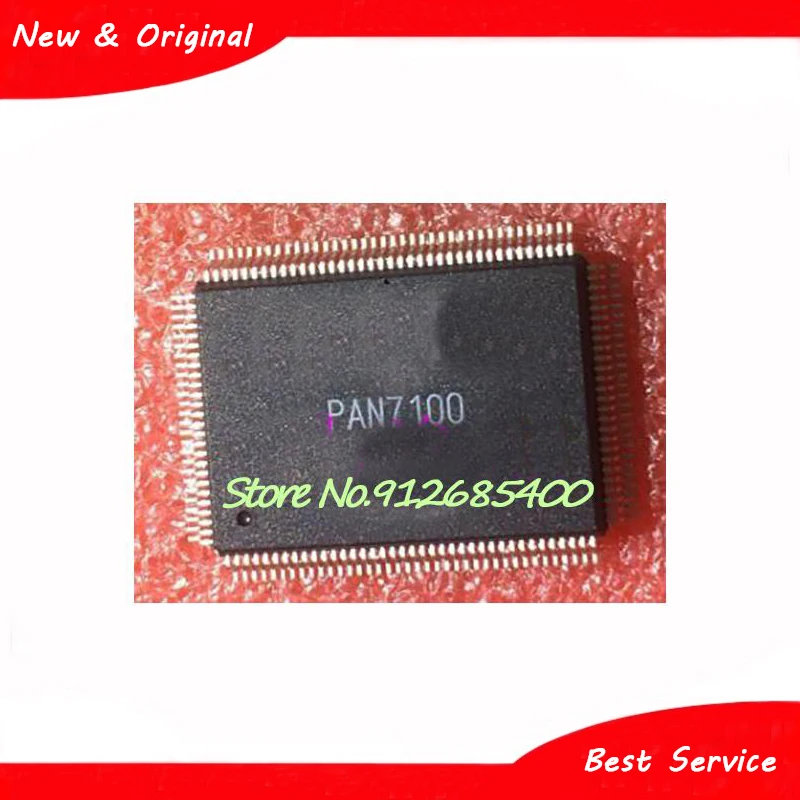 New & Original
PAN7100
Store No.912685400
Best Service